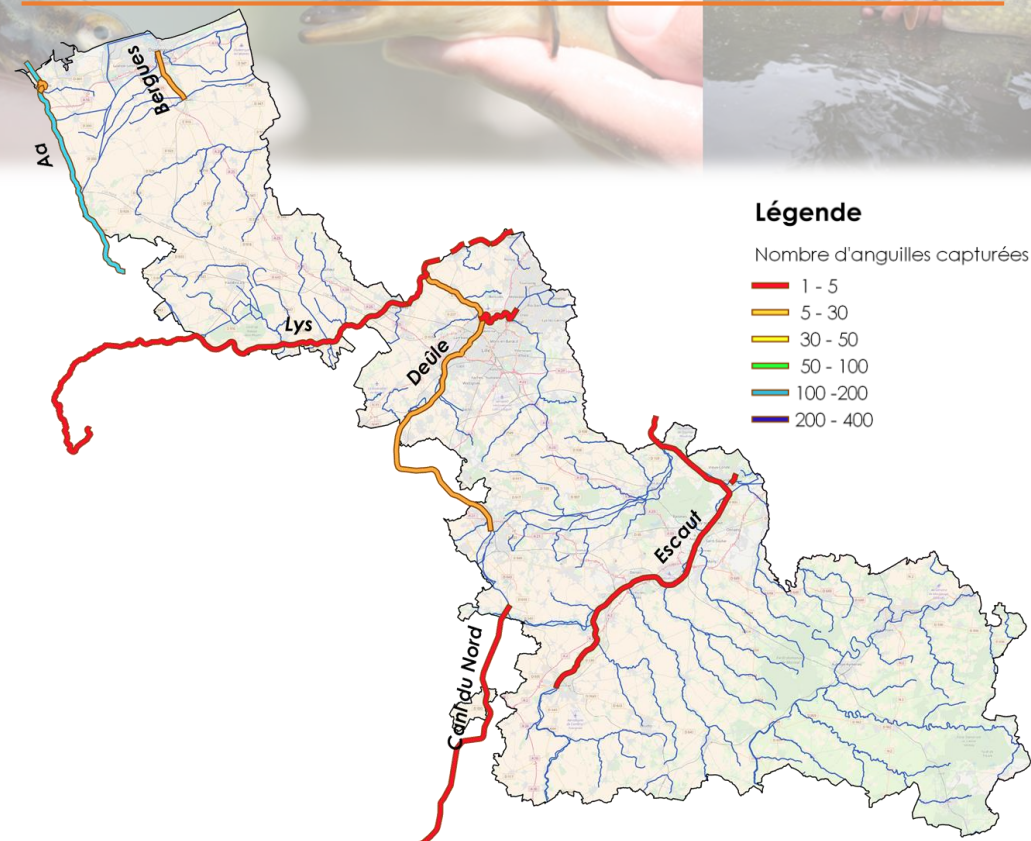 Bergues
Aa
Légende
Nombre d'anguilles capturées
1 - 5
5 - 30
30 - 50
50 - 100
100 -200
200 - 400
Lys
Deûle
Escaut
Canl du Nord